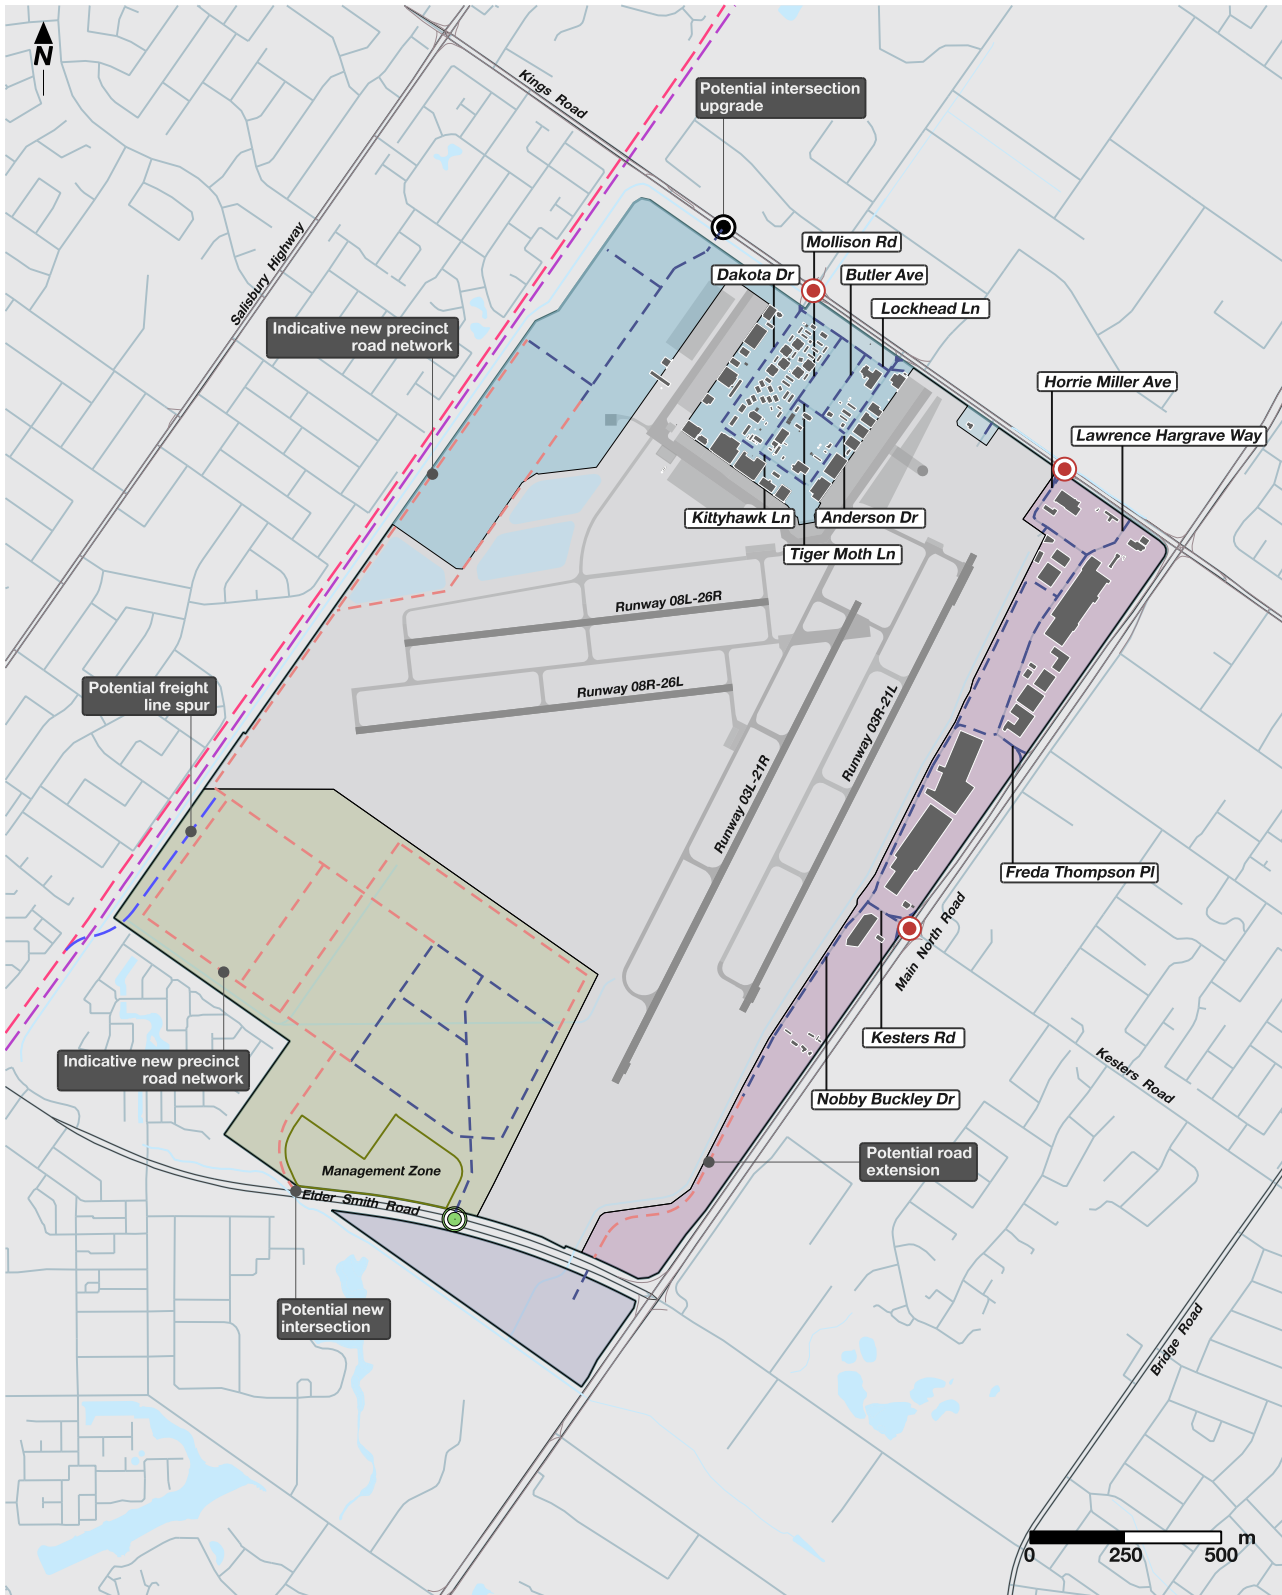 N
Kings Road
Potential intersection
upgrade
Salisbury Highway
Mollison Rd
Dakota Dr
Butler Ave
Lockhead Ln
Indicative new precinct
road network
Horrie Miller Ave
Lawrence Hargrave Way
Kittyhawk Ln
Anderson Dr
Tiger Moth Ln
Runway 08L-26R
Runway 08R-26L
Potential freight
line spur
Runway 03R-21L
Runway 03L-21R
Freda Thompson Pl
Main North Road
Kesters Rd
Indicative new precinct
road network
Kesters Road
Nobby Buckley Dr
Potential road
extension
Management Zone
Elder Smith Road
Potential new
intersection
Bridge Road
m
0 250 500